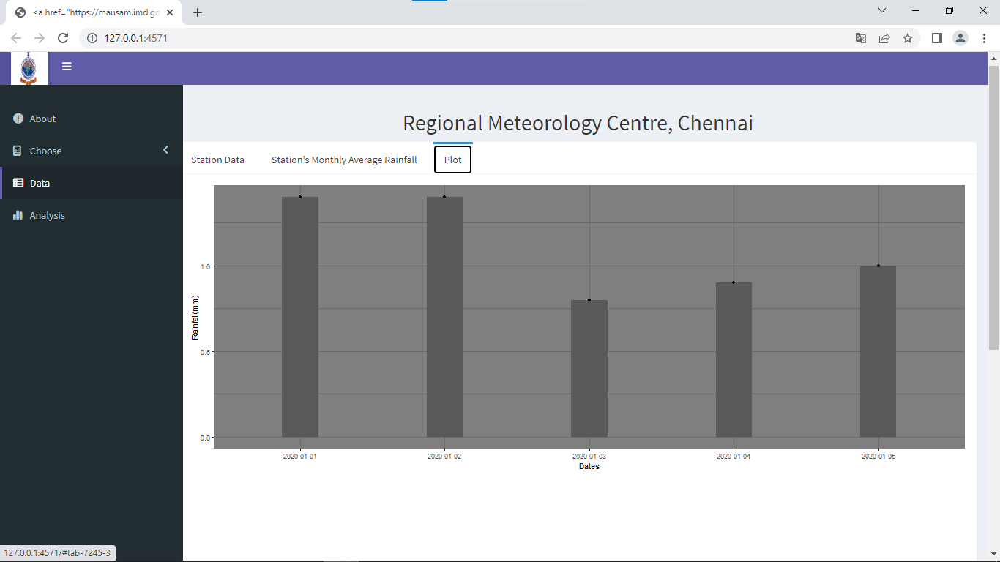 <a href="https://mausam.imd.go
127.0.0.1:4571
About
Regional Meteorology Centre, Chennai
Choose
Station Data Station's Monthly Average Rainfall Plot
Data
Analysis
1.0
Rainfall(mm)
0.5
0.0
2020-01-01 2020-01-02 2020-01-03 2020-01-04 2020-01-05
Dates
127.0.0.1:4571/#tab-7245-3